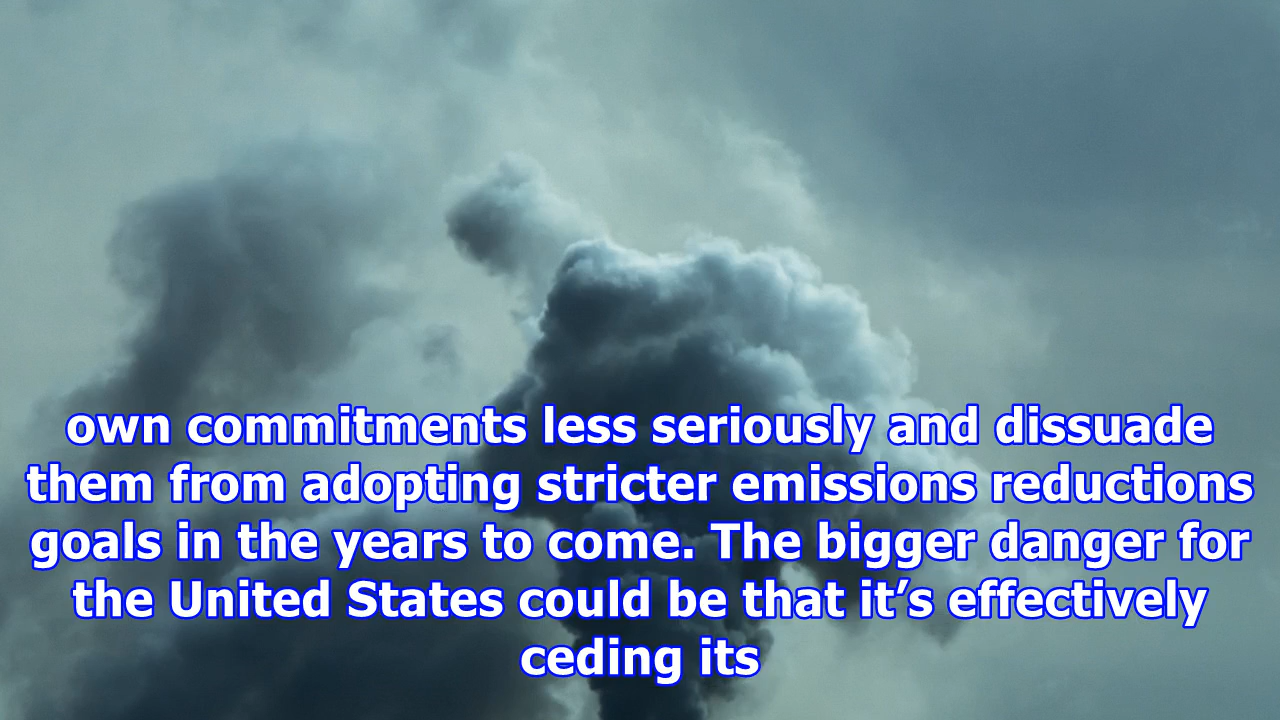 own commitments less seriously and dissuade
them from adopting stricter emissions reductions
goals in the years to come. The bigger danger for
the United States could be that it’s effectively
ceding its